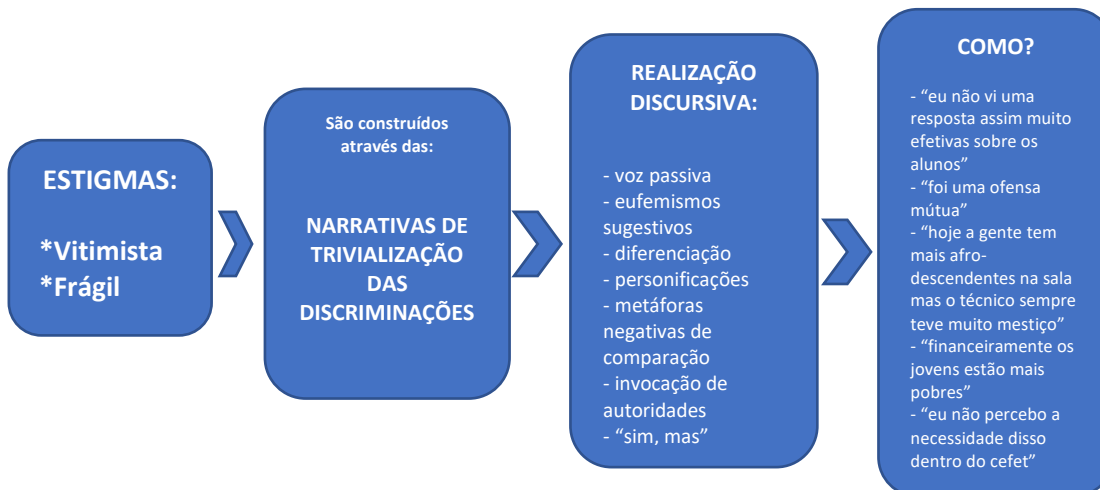 ESTIGMAS:
*Vitimista
*Frágil
São construídos
através das:
NARRATIVAS DE
TRIVIALIZAÇÃO
DAS
DISCRIMINAÇÕES
REALIZAÇÃO
DISCURSIVA:
- voz passiva
- eufemismos
sugestivos
- diferenciação
- personificações
- metáforas
negativas de
comparação
- invocação de
autoridades
- “sim, mas”
COMO?
- “eu não vi uma
resposta assim muito
efetivas sobre os
alunos”
- “foi uma ofensa
mútua”
- “hoje a gente tem
mais afro-
descendentes na sala
mas o técnico sempre
teve muito mestiço”
- “financeiramente os
jovens estão mais
pobres”
- “eu não percebo a
necessidade disso
dentro do cefet”